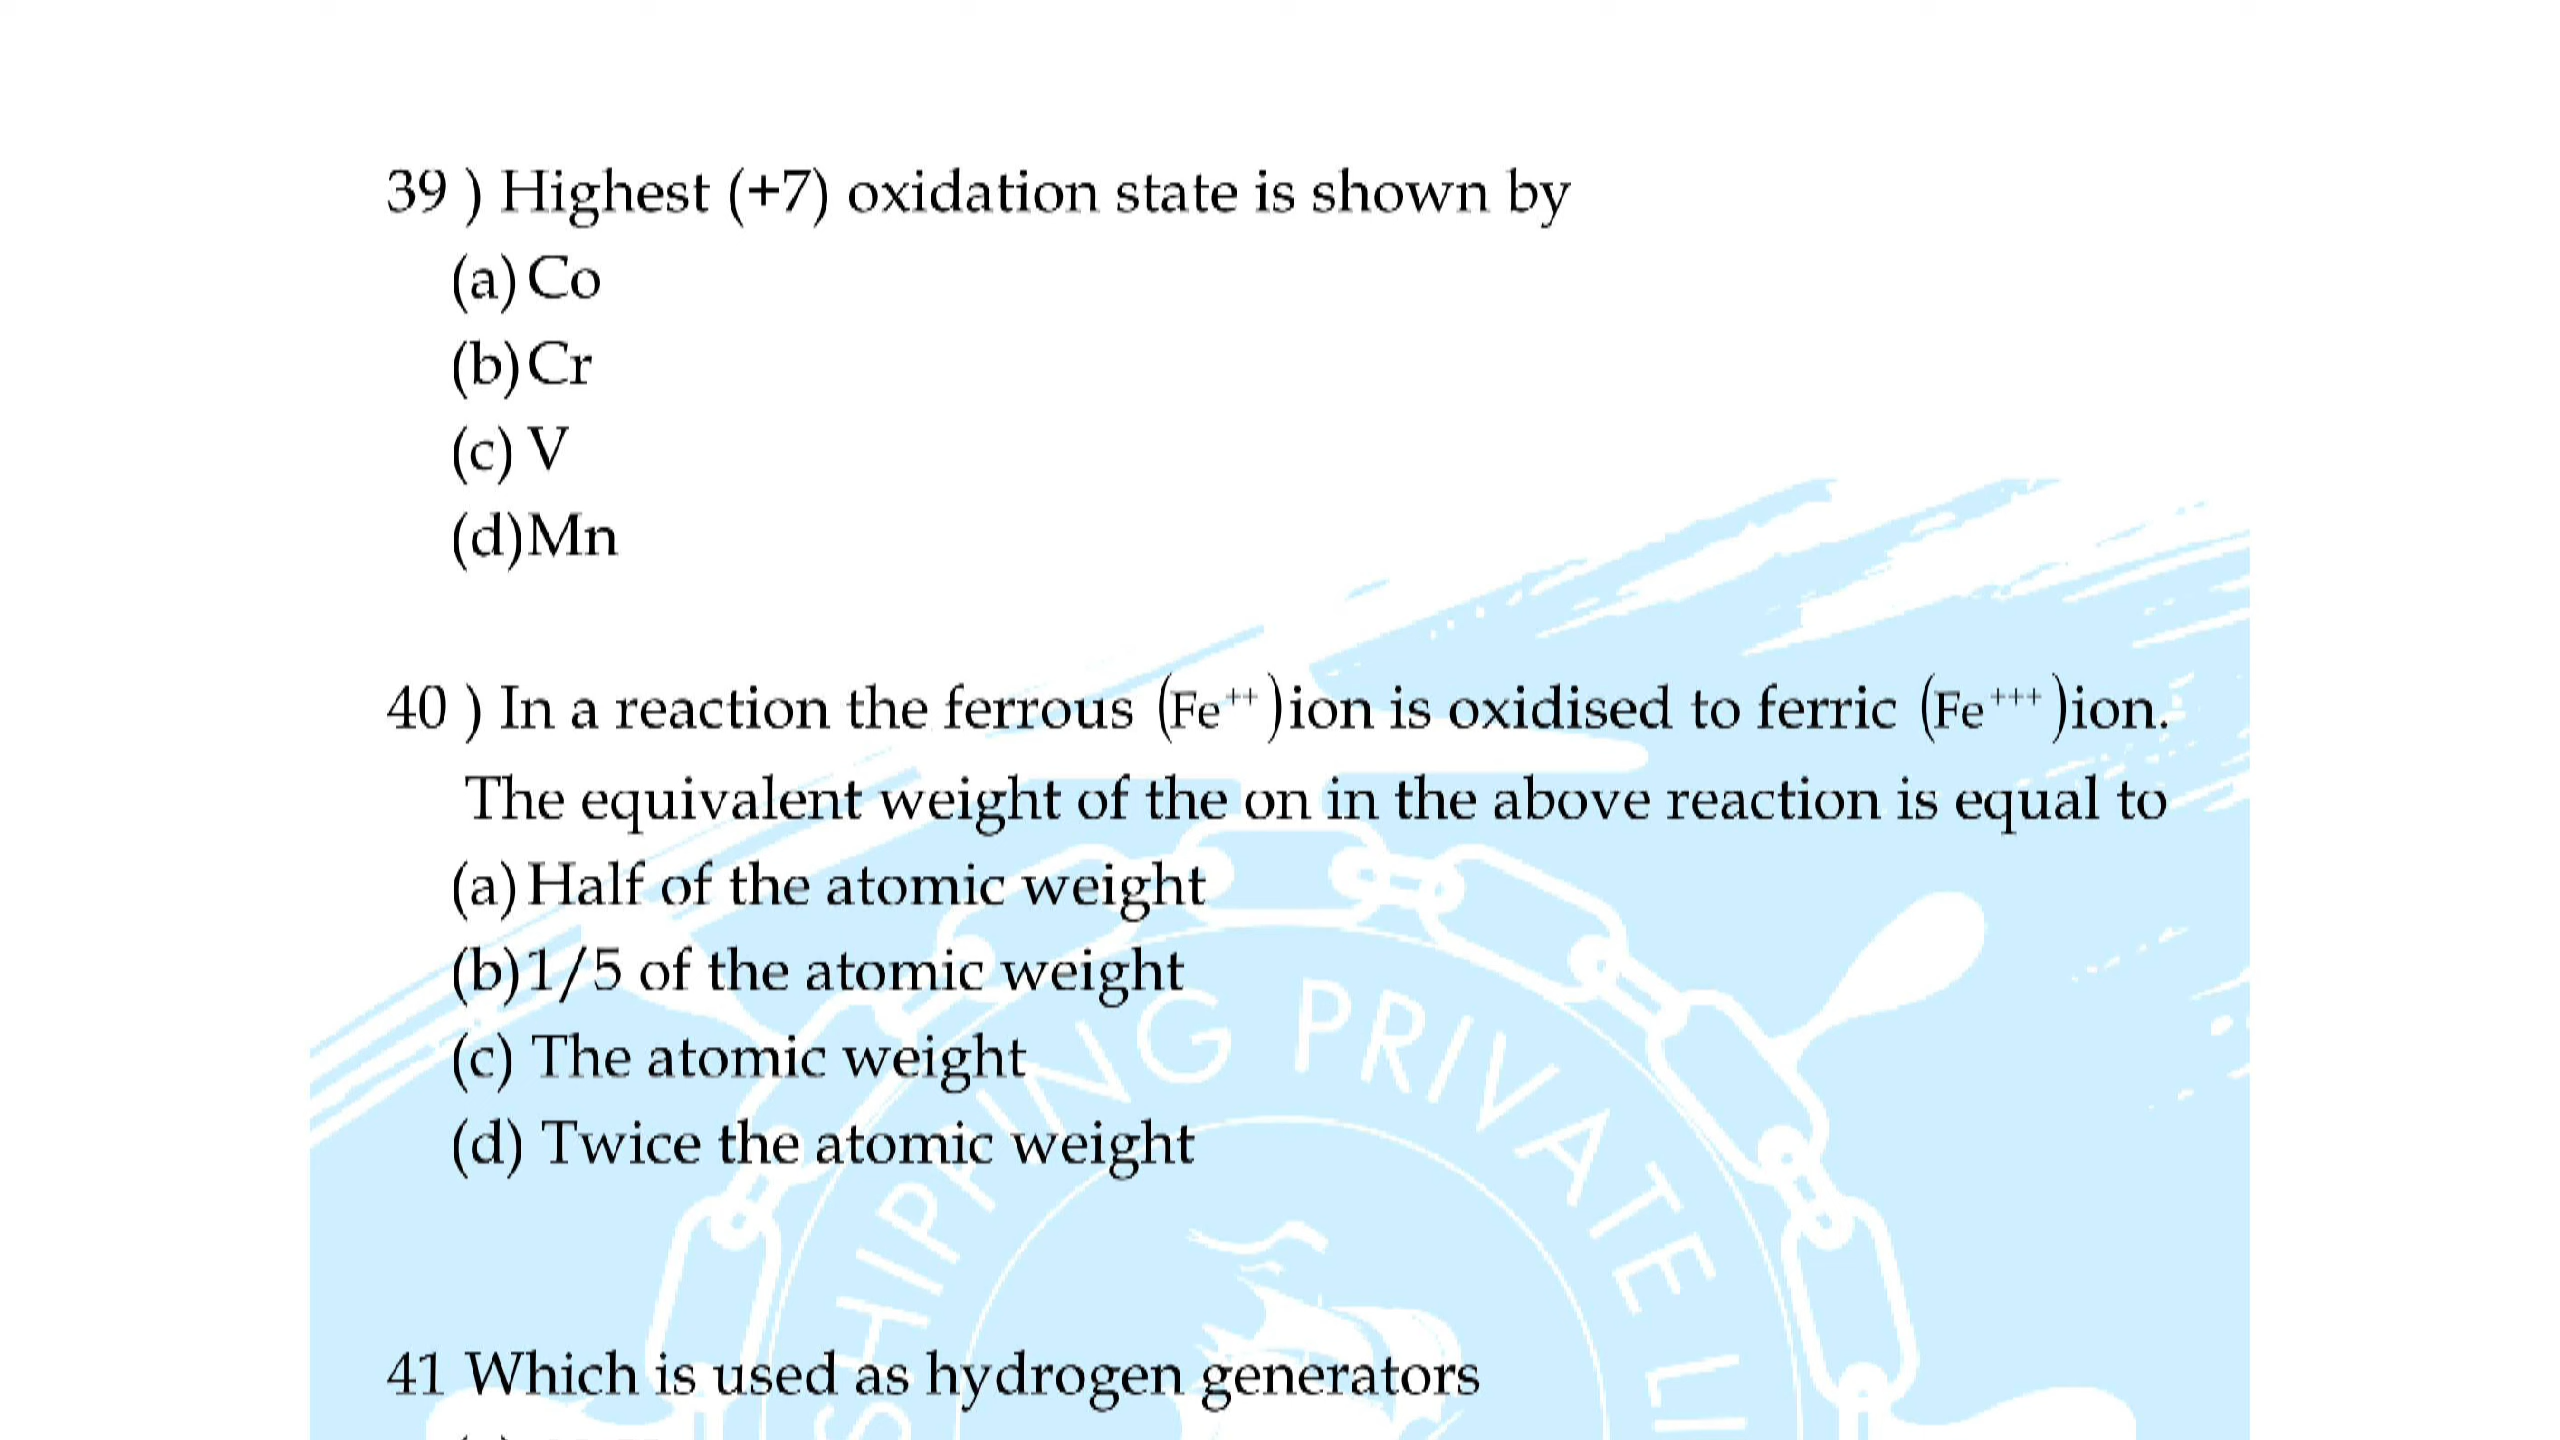 39 ) Highest (+7) oxidation state is shown by
(a) Co
(b) Cr
(c) V
(d) Mn
40 ) In a reaction the ferrous (Fe⁺⁺) ion is oxidised to ferric (Fe⁺⁺⁺) ion.
The equivalent weight of the on in the above reaction is equal to
(a) Half of the atomic weight
(b) 1/5 of the atomic weight
(c) The atomic weight
(d) Twice the atomic weight
SHIPPING PRIVATE LI
41 Which is used as hydrogen generators